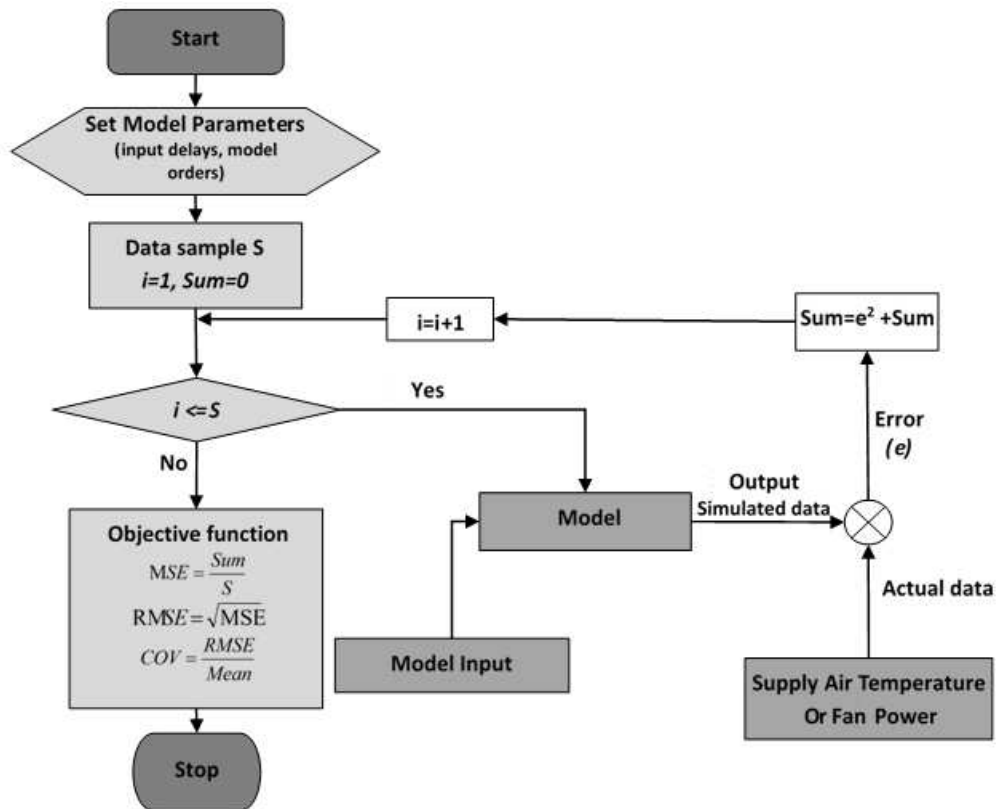 Start
Set Model Parameters
(input delays, model
orders)
Data sample S
i=1, Sum=0
i=i+1
Sum=e² +Sum
i <=S
Yes
No
Error
(e)
Output
Simulated data
Model
Objective function
MSE = Sum/S
RMSE = √MSE
COV = RMSE/Mean
Actual data
Model Input
Supply Air Temperature
Or Fan Power
Stop